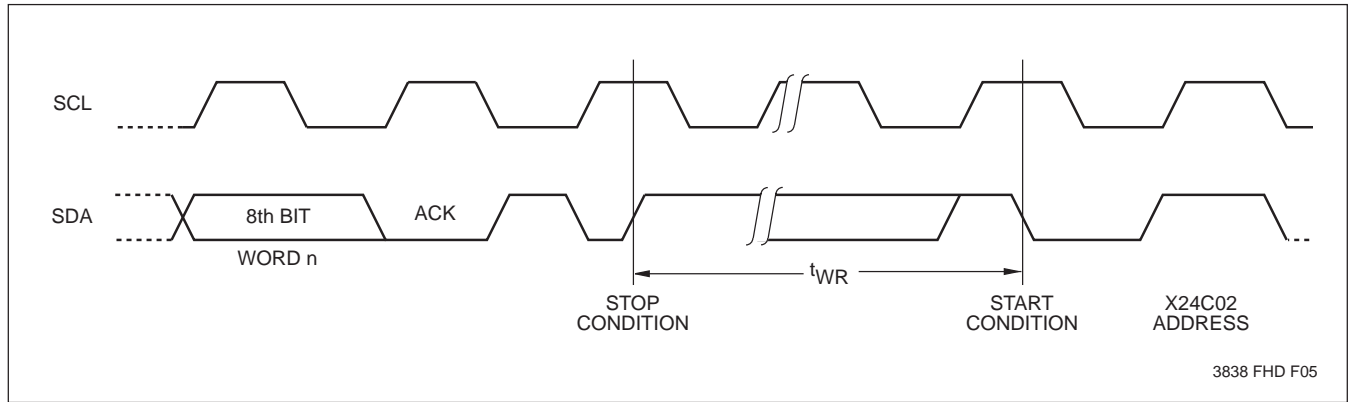 SCL
SDA
8th BIT
ACK
WORD n
tWR
STOP
CONDITION
START
CONDITION
X24C02
ADDRESS
3838 FHD F05